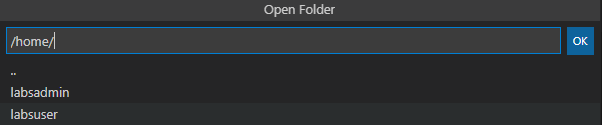 Open Folder
/home/
OK
..
labsadmin
labsuser